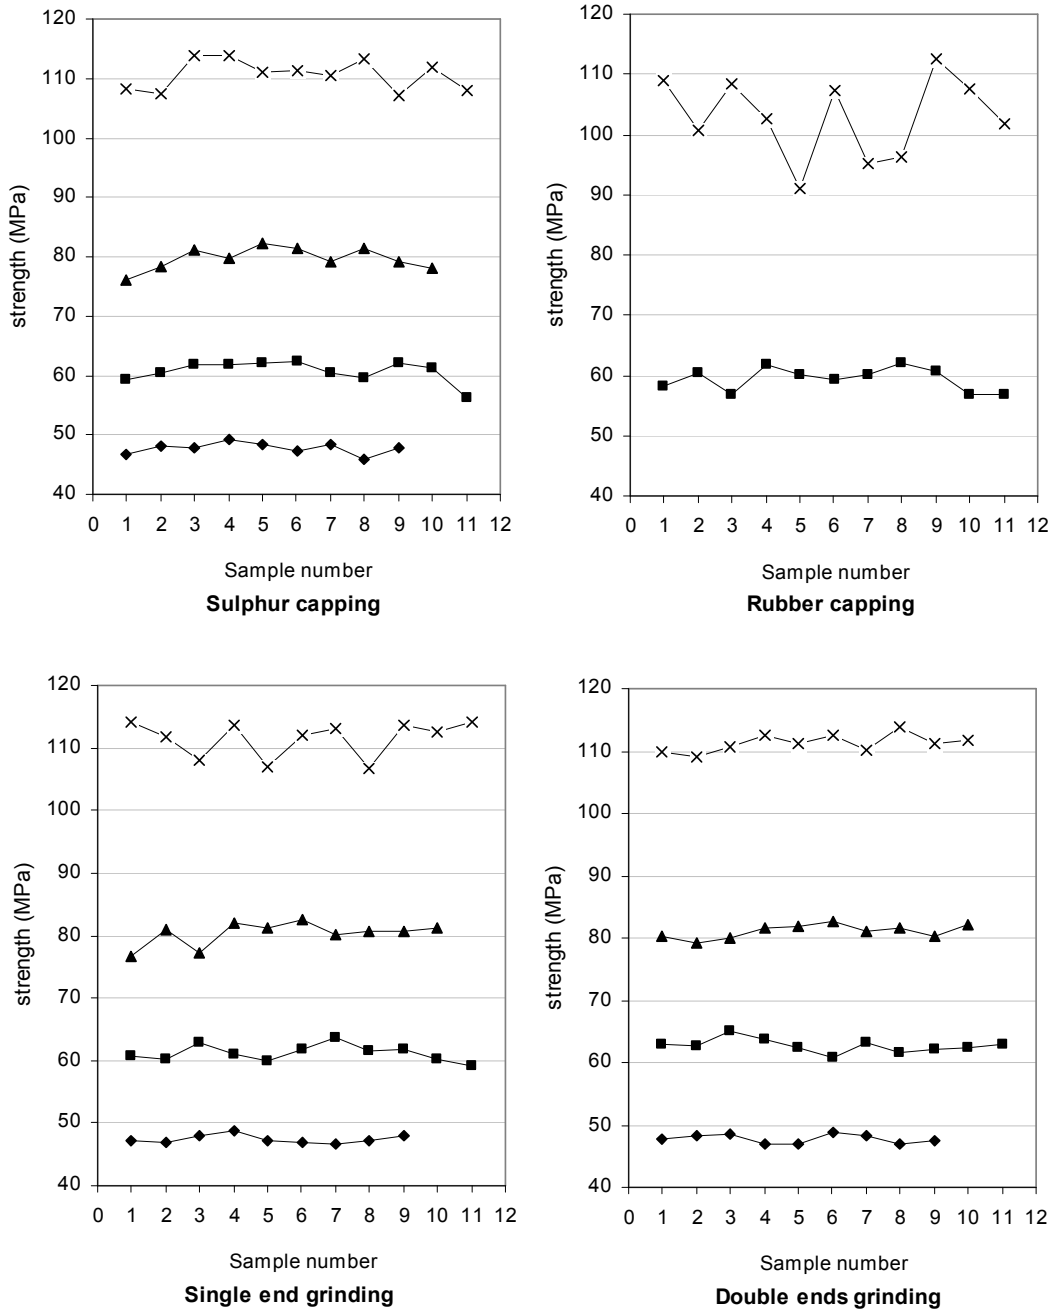 120
110
100
90
80
70
60
50
40
strength (MPa)
0 1 2 3 4 5 6 7 8 9 10 11 12
Sample number
Sulphur capping
120
110
100
90
80
70
60
50
40
strength (MPa)
0 1 2 3 4 5 6 7 8 9 10 11 12
Sample number
Rubber capping
120
110
100
90
80
70
60
50
40
strength (MPa)
0 1 2 3 4 5 6 7 8 9 10 11 12
Sample number
Single end grinding
120
110
100
90
80
70
60
50
40
strength (MPa)
0 1 2 3 4 5 6 7 8 9 10 11 12
Sample number
Double ends grinding